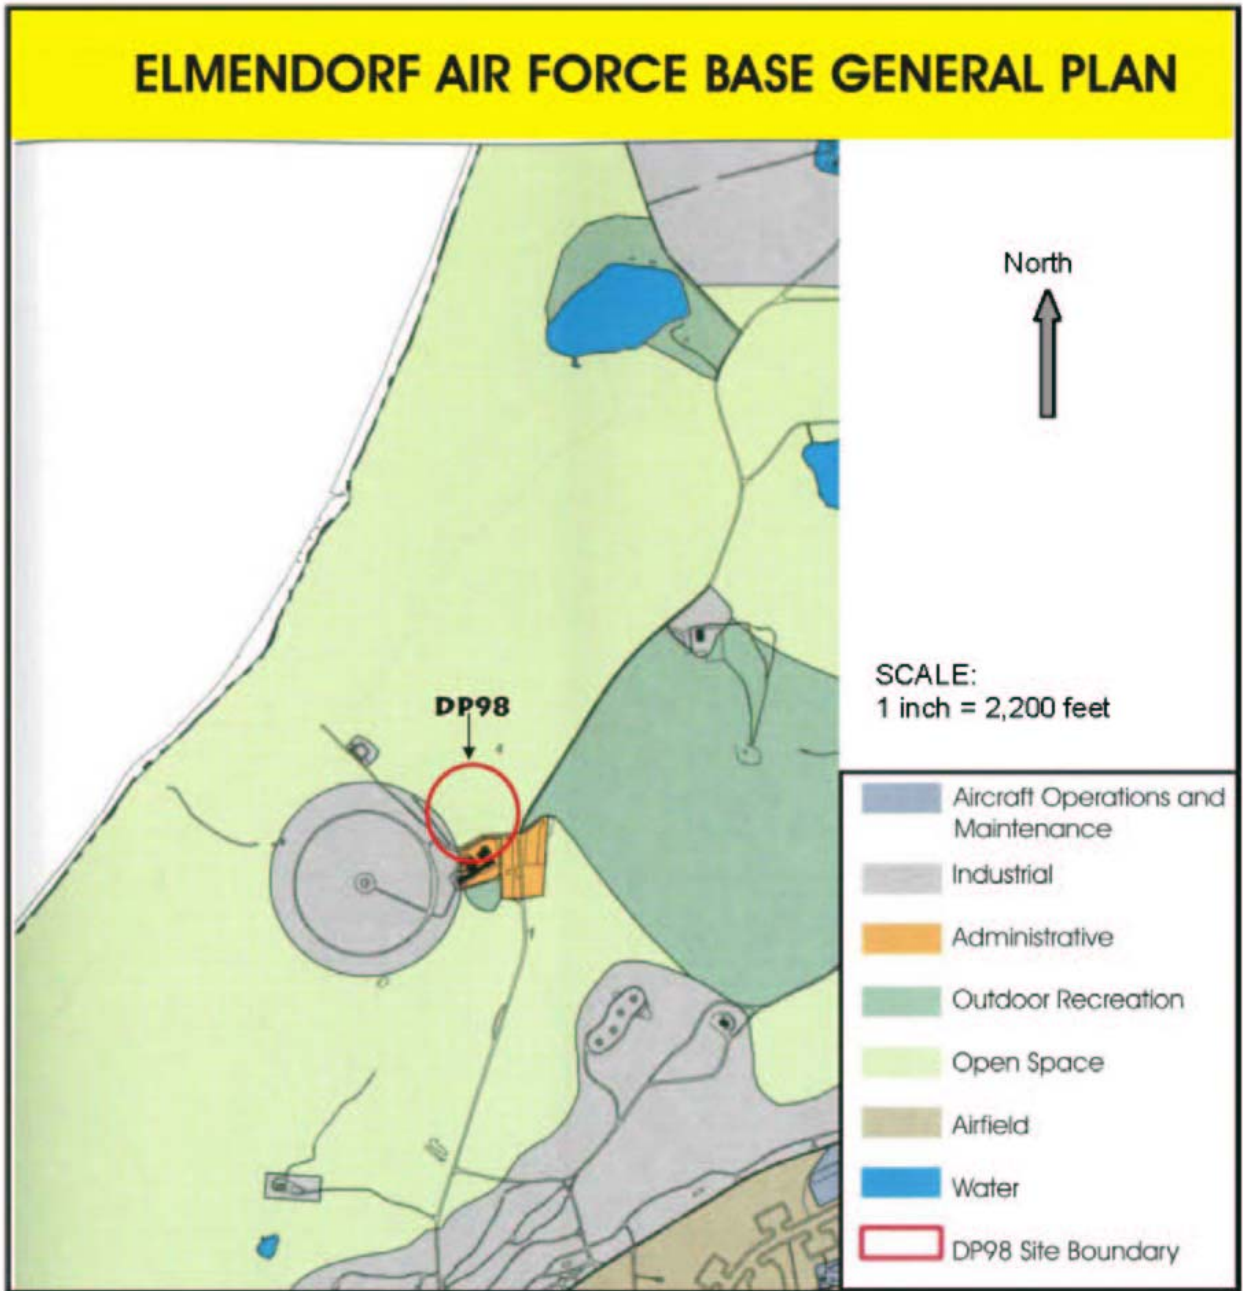 ELMENDORF AIR FORCE BASE GENERAL PLAN
North
SCALE:
1 inch = 2,200 feet
DP98
Aircraft Operations and
Maintenance
Industrial
Administrative
Outdoor Recreation
Open Space
Airfield
Water
DP98 Site Boundary